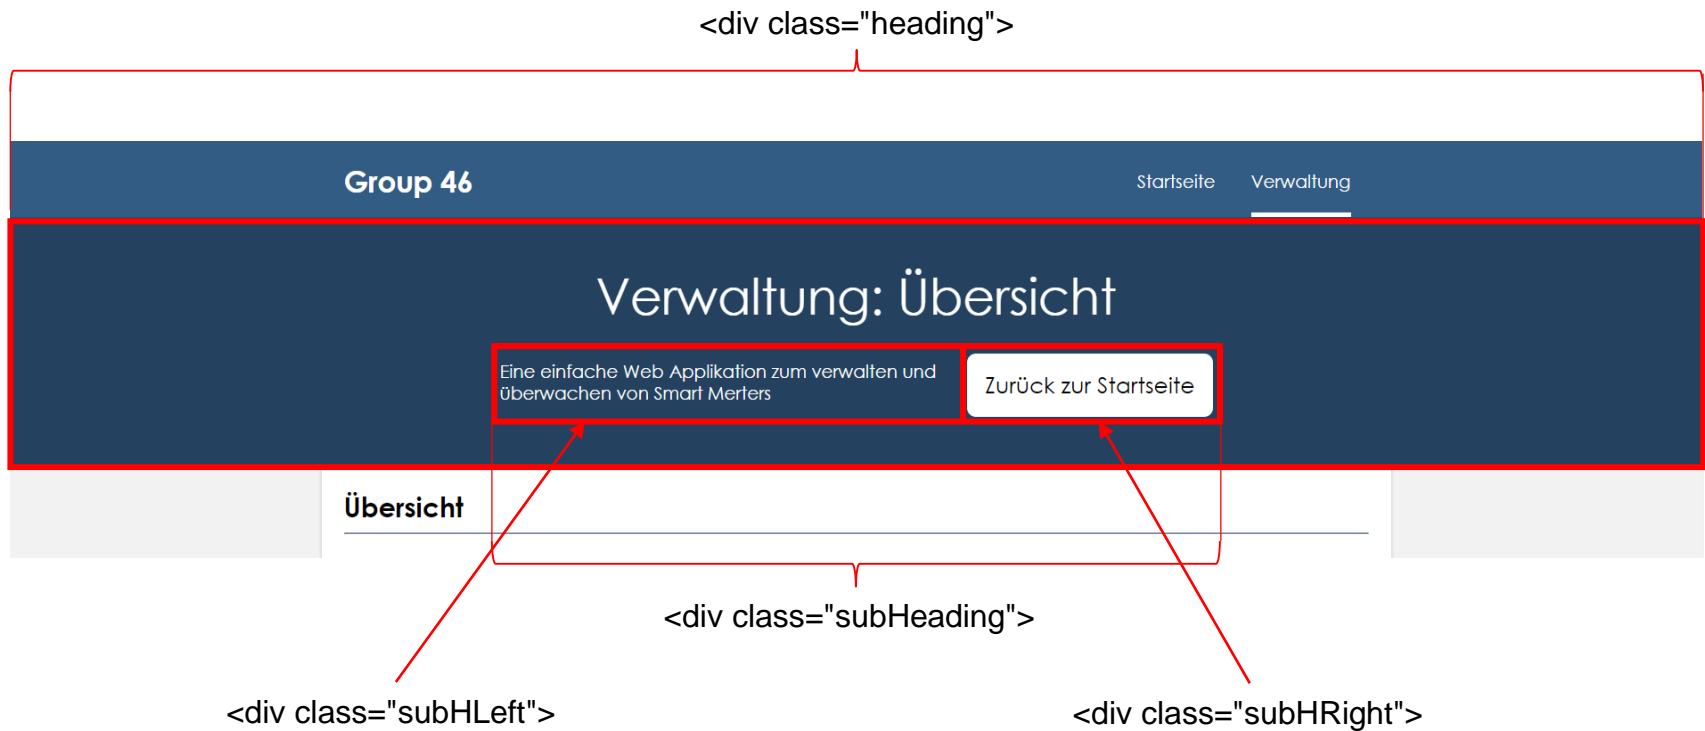 <div class="heading">
Group 46
Startseite Verwaltung
Verwaltung: Übersicht
Eine einfache Web Applikation zum verwalten und
überwachen von Smart Merters
Zurück zur Startseite
Übersicht
<div class="subHeading">
<div class="subHLeft">
<div class="subHRight">